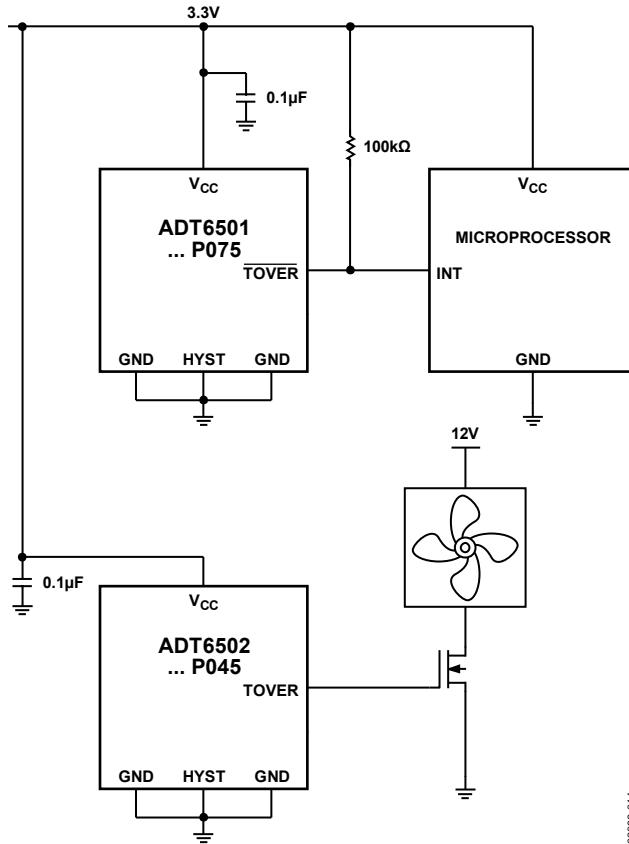 3.3V
0.1µF
100kΩ
VCC
ADT6501
... P075
TOVER
GND HYST GND
VCC
MICROPROCESSOR
INT
GND
12V
0.1µF
VCC
ADT6502
... P045
TOVER
GND HYST GND